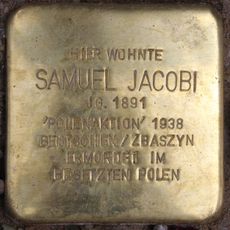 HIER WOHNTE
SAMUEL JACOBI
JG. 1891
'POLENAKTION' 1938
BENTSCHEN/ZBASZYN
ERMORDET IM
BESETZTEN POLEN